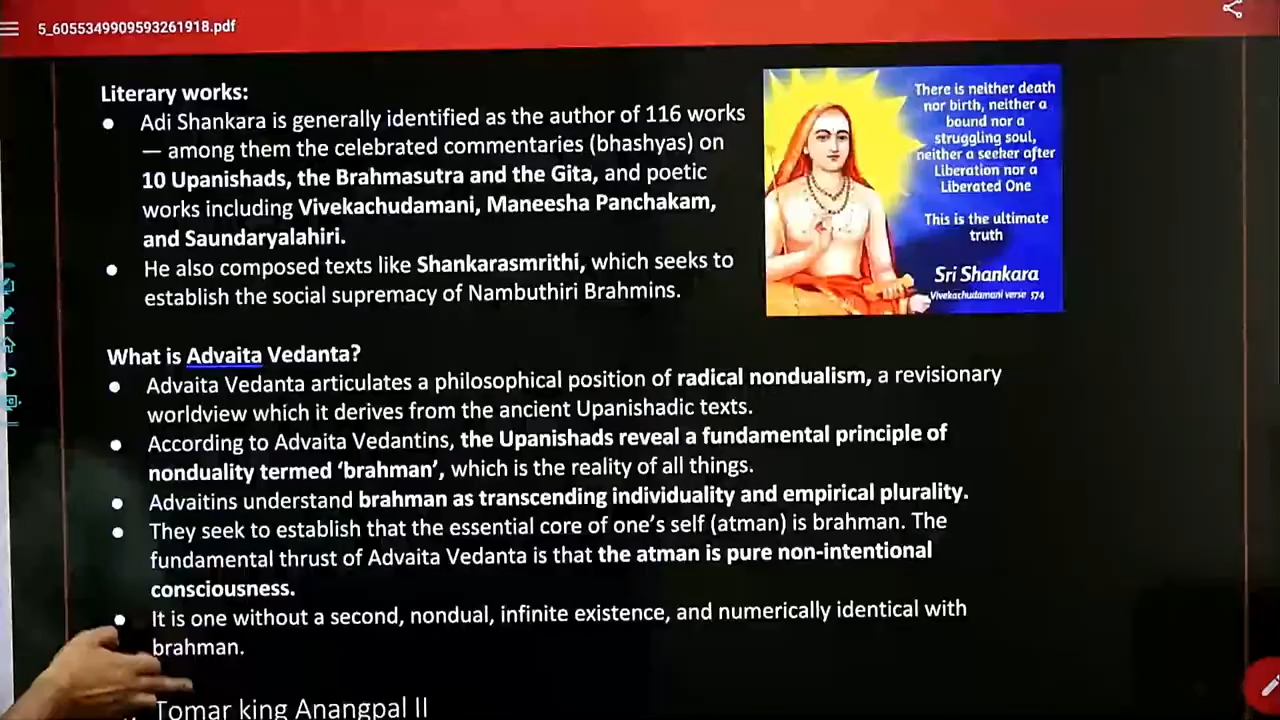 5_6055349909593261918.pdf
Literary works:
Adi Shankara is generally identified as the author of 116 works
— among them the celebrated commentaries (bhashyas) on
10 Upanishads, the Brahmasutra and the Gita, and poetic
works including Vivekachudamani, Maneesha Panchakam,
and Saundaryalahiri.
He also composed texts like Shankarasmrithi, which seeks to
establish the social supremacy of Nambuthiri Brahmins.
There is neither death
nor birth, neither a
bound nor a
struggling soul,
neither a seeker after
Liberation nor a
Liberated One
This is the ultimate
truth
Sri Shankara
Vivekachudamani verse 574
What is Advaita Vedanta?
Advaita Vedanta articulates a philosophical position of radical nondualism, a revisionary
worldview which it derives from the ancient Upanishadic texts.
According to Advaita Vedantins, the Upanishads reveal a fundamental principle of
nonduality termed ‘brahman’, which is the reality of all things.
Advaitins understand brahman as transcending individuality and empirical plurality.
They seek to establish that the essential core of one’s self (atman) is brahman. The
fundamental thrust of Advaita Vedanta is that the atman is pure non-intentional
consciousness.
It is one without a second, nondual, infinite existence, and numerically identical with
brahman.
Tomar king Anangpal II